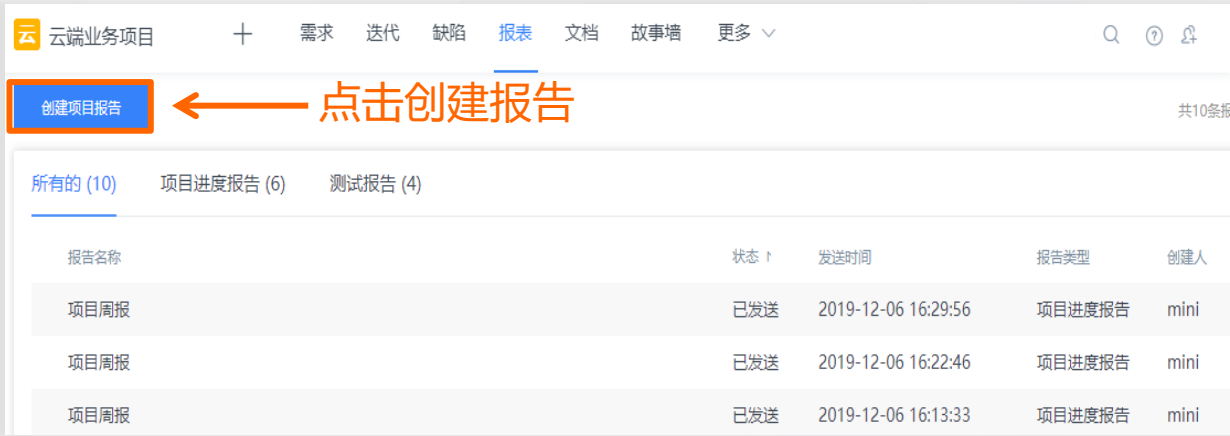 云 云端业务项目 + 需求 迭代 缺陷 报表 文档 故事墙 更多
创建项目报告 点击创建报告
共10条报
所有的 (10) 项目进度报告 (6) 测试报告 (4)
报告名称 状态 发送时间 报告类型 创建人
项目周报 已发送 2019-12-06 16:29:56 项目进度报告 mini
项目周报 已发送 2019-12-06 16:22:46 项目进度报告 mini
项目周报 已发送 2019-12-06 16:13:33 项目进度报告 mini